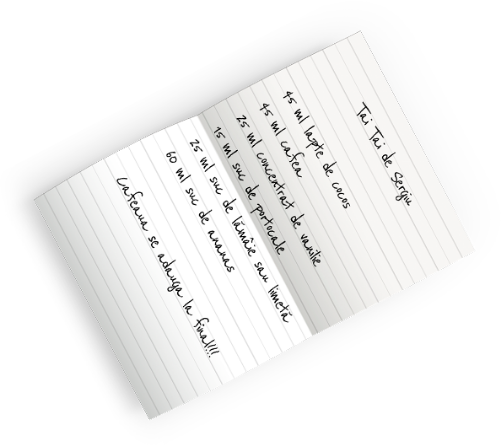 Tai Tai de Sergiu
45 ml lapte de cocos
45 ml cafea
25 ml concentrat de vanilie
15 ml suc de portocale
25 ml suc de lămâie sau limetă
60 ml suc de ananas
Cafeaua se adauga la final!!!!